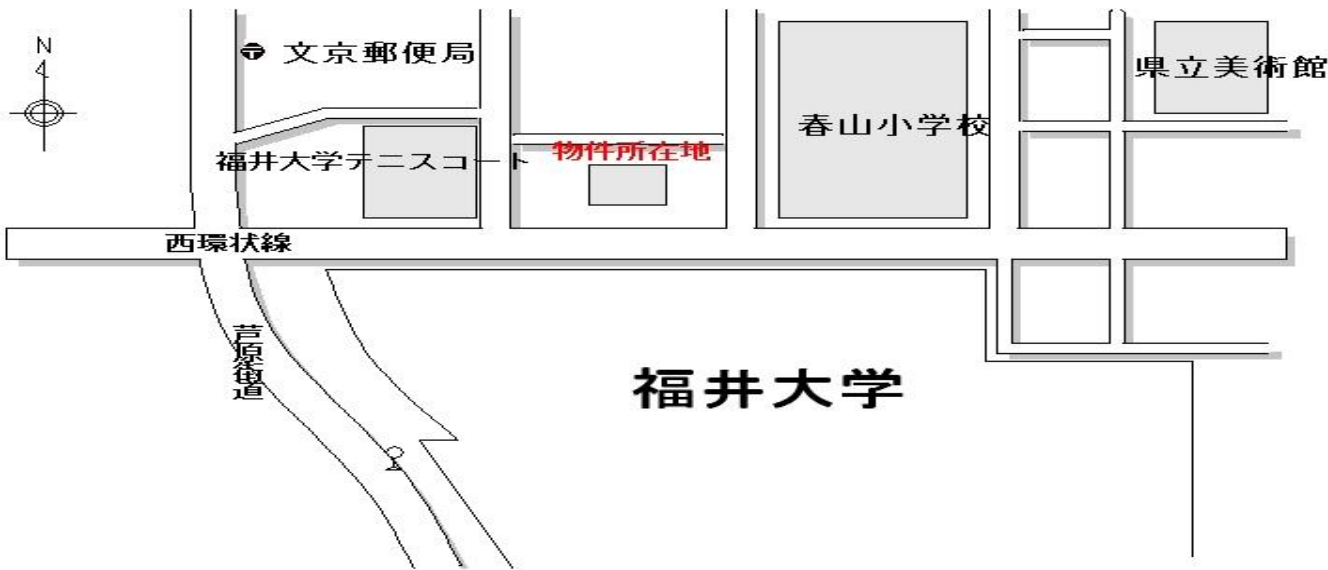 N
〒 文京郵便局
県立美術館
春山小学校
物件所在地
福井大学テニスコート
西環状線
芦原街道
福井大学